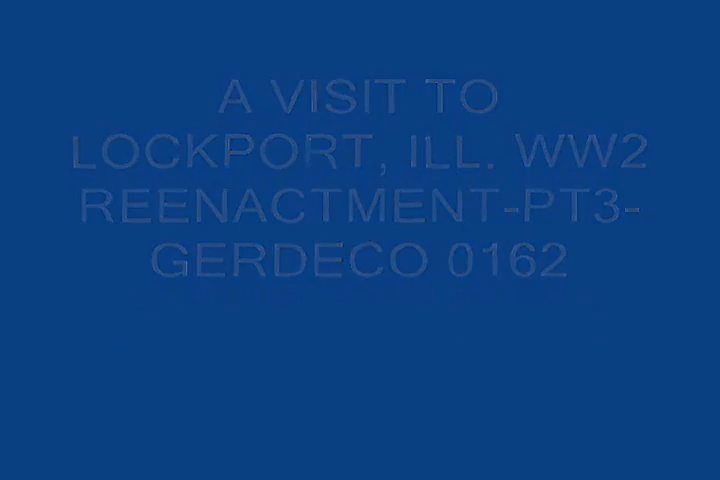 A VISIT TO
LOCKPORT, ILL. WW2
REENACTMENT-PT3-
GERDECO 0162